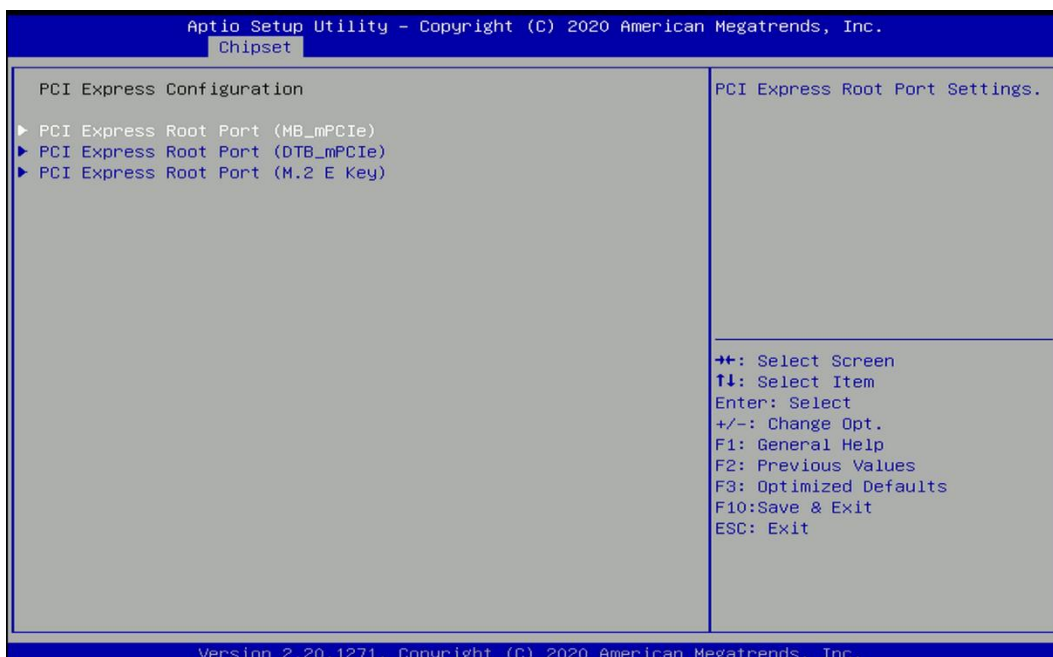 Aptio Setup Utility – Copyright (C) 2020 American Megatrends, Inc.
Chipset
PCI Express Configuration
PCI Express Root Port (MB_mPCIe)
PCI Express Root Port (DTB_mPCIe)
PCI Express Root Port (M.2 E Key)
PCI Express Root Port Settings.
→←: Select Screen
↑↓: Select Item
Enter: Select
+/-: Change Opt.
F1: General Help
F2: Previous Values
F3: Optimized Defaults
F10:Save & Exit
ESC: Exit
Version 2.20.1271. Copyright (C) 2020 American Megatrends, Inc.